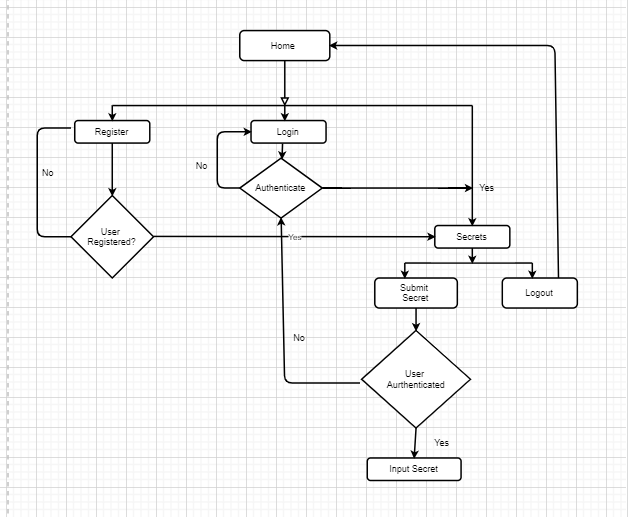 Home
Register
Login
No
No
Authenticate
Yes
User
Registered?
Yes
Secrets
Submit
Secret
Logout
No
User
Aurthenticated
Yes
Input Secret